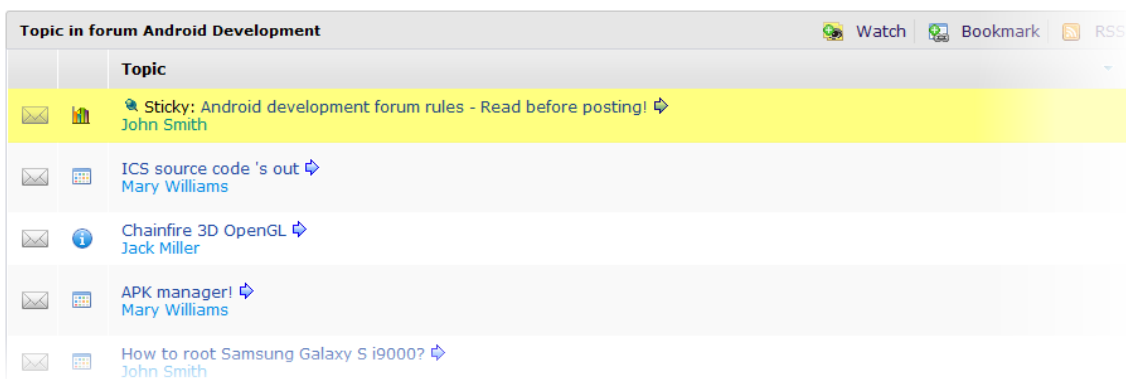 Topic in forum Android Development
Watch
Bookmark
RSS
Topic
Sticky: Android development forum rules - Read before posting!
John Smith
ICS source code 's out
Mary Williams
Chainfire 3D OpenGL
Jack Miller
APK manager!
Mary Williams
How to root Samsung Galaxy S i9000?
John Smith